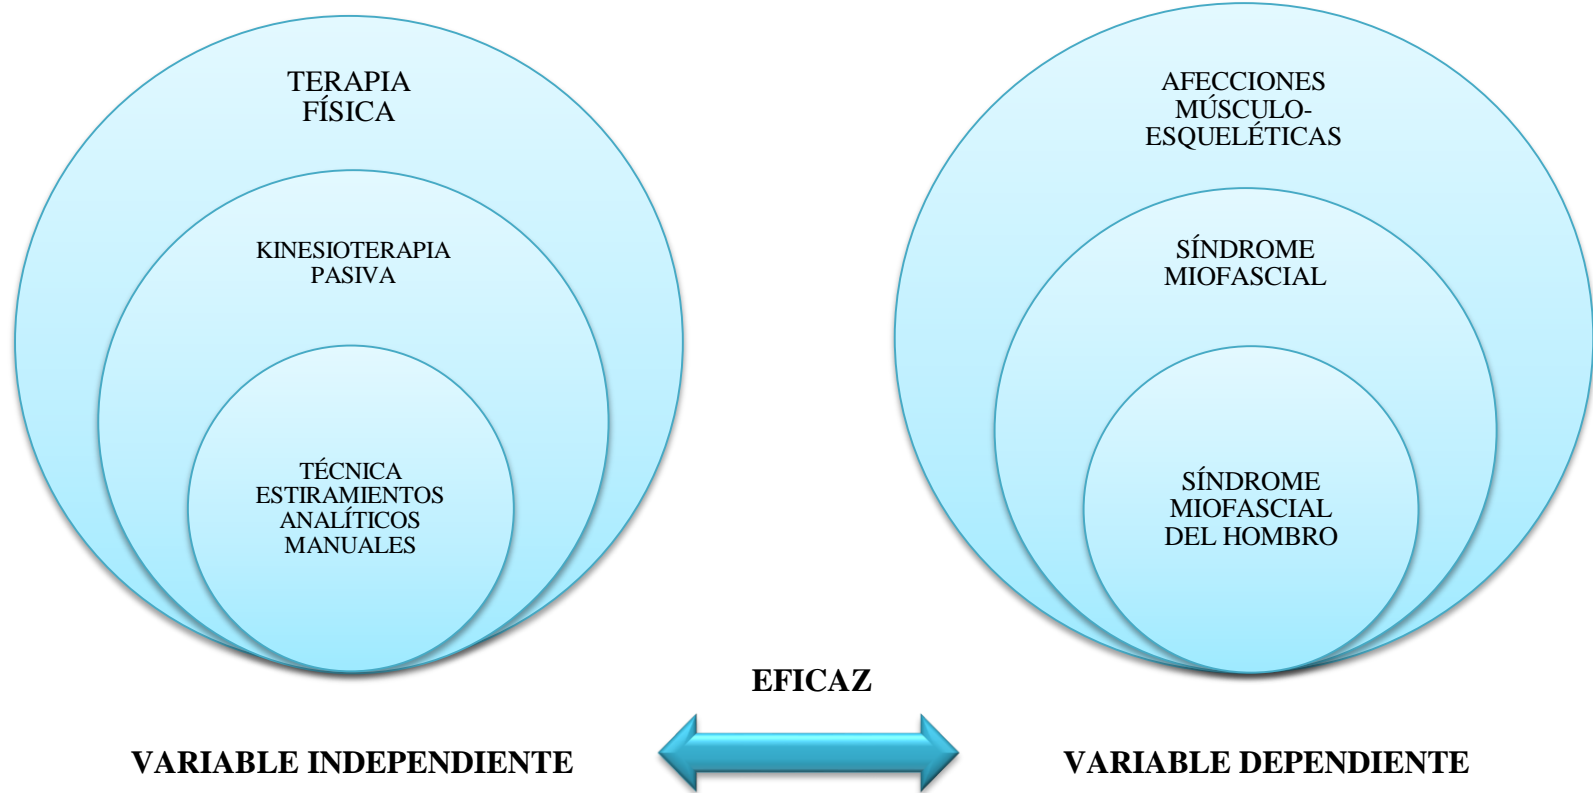 TERAPIA
FÍSICA
KINESIOTERAPIA
PASIVA
TÉCNICA
ESTIRAMIENTOS
ANALÍTICOS
MANUALES
AFECCIONES
MÚSCULO-
ESQUELÉTICAS
SÍNDROME
MIOFASCIAL
SÍNDROME
MIOFASCIAL
DEL HOMBRO
EFICAZ
VARIABLE INDEPENDIENTE
VARIABLE DEPENDIENTE